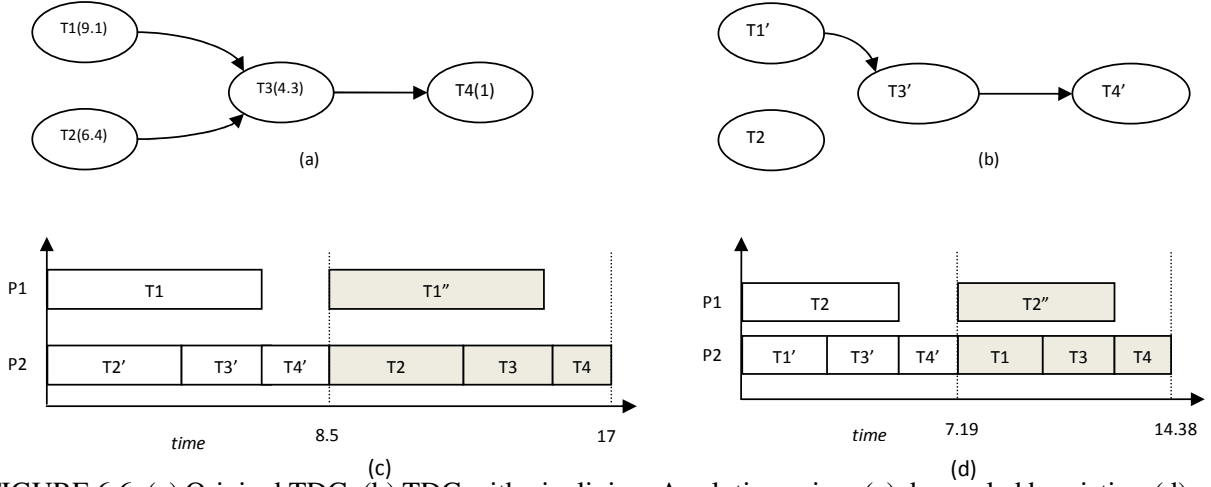 T1(9.1)
T2(6.4)
T3(4.3)
T4(1)
(a)
T1’
T2
T3’
T4’
(b)
P1
T1
T1”
P2
T2’
T3’
T4’
T2
T3
T4
time
8.5
17
(c)
P1
T2
T2”
P2
T1’
T3’
T4’
T1
T3
T4
time
7.19
14.38
(d)